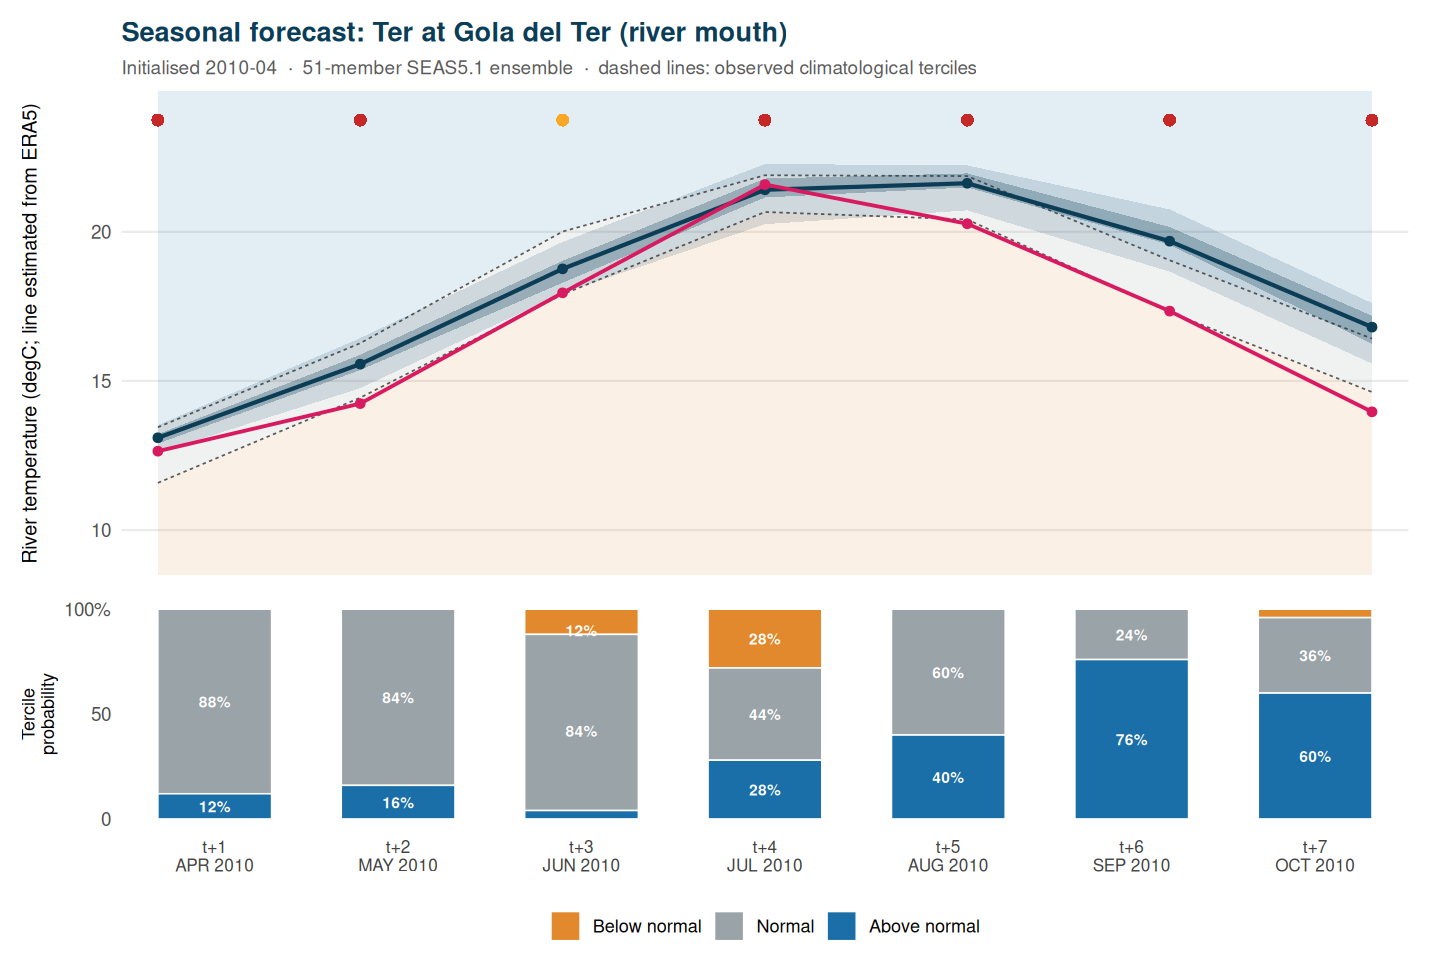 Seasonal forecast: Ter at Gola del Ter (river mouth)
Initialised 2010-04 · 51-member SEAS5.1 ensemble · dashed lines: observed climatological terciles
River temperature (degC; line estimated from ERA5)
20
15
10
Tercile
probability
100%
50
0
88%
12%
84%
16%
12%
84%
28%
44%
28%
60%
40%
24%
76%
36%
60%
t+1
APR 2010
t+2
MAY 2010
t+3
JUN 2010
t+4
JUL 2010
t+5
AUG 2010
t+6
SEP 2010
t+7
OCT 2010
Below normal
Normal
Above normal